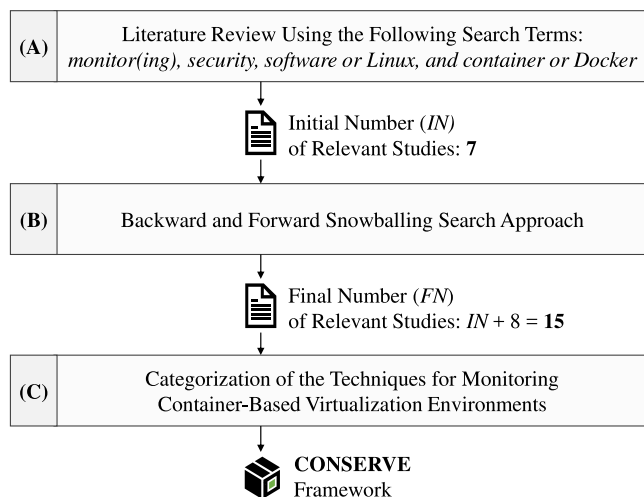 (A)
Literature Review Using the Following Search Terms:
monitor(ing), security, software or Linux, and container or Docker
Initial Number (IN)
of Relevant Studies: 7
(B)
Backward and Forward Snowballing Search Approach
Final Number (FN)
of Relevant Studies: IN + 8 = 15
(C)
Categorization of the Techniques for Monitoring
Container-Based Virtualization Environments
CONSERVE
Framework